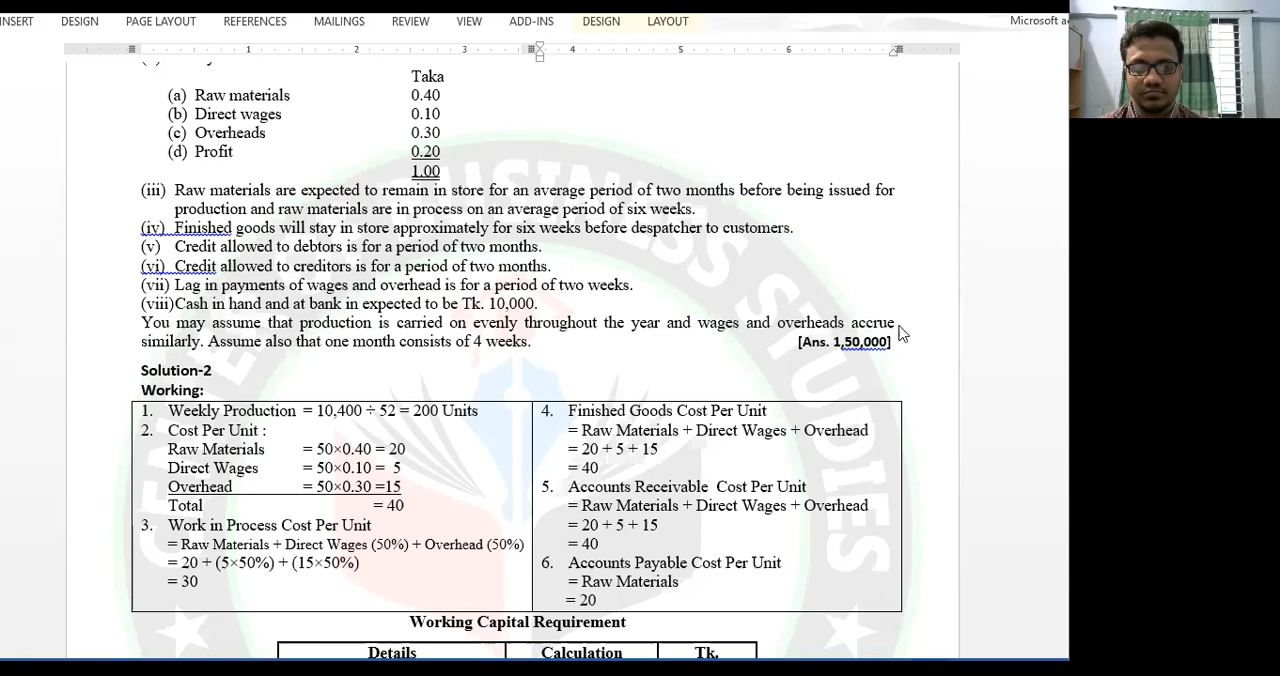 INSERT DESIGN PAGE LAYOUT REFERENCES MAILINGS REVIEW VIEW ADD-INS DESIGN LAYOUT Microsoft
1 2 3 4 5 6
Taka
(a) Raw materials 0.40
(b) Direct wages 0.10
(c) Overheads 0.30
(d) Profit 0.20
1.00
(iii) Raw materials are expected to remain in store for an average period of two months before being issued for
production and raw materials are in process on an average period of six weeks.
(iv) Finished goods will stay in store approximately for six weeks before despatcher to customers.
(v) Credit allowed to debtors is for a period of two months.
(vi) Credit allowed to creditors is for a period of two months.
(vii) Lag in payments of wages and overhead is for a period of two weeks.
(viii)Cash in hand and at bank in expected to be Tk. 10,000.
You may assume that production is carried on evenly throughout the year and wages and overheads accrue
similarly. Assume also that one month consists of 4 weeks. [Ans. 1,50,000]
Solution-2
Working:
1. Weekly Production = 10,400 ÷ 52 = 200 Units
2. Cost Per Unit :
Raw Materials = 50×0.40 = 20
Direct Wages = 50×0.10 = 5
Overhead = 50×0.30 =15
Total = 40
3. Work in Process Cost Per Unit
= Raw Materials + Direct Wages (50%) + Overhead (50%)
= 20 + (5×50%) + (15×50%)
= 30
4. Finished Goods Cost Per Unit
= Raw Materials + Direct Wages + Overhead
= 20 + 5 + 15
= 40
5. Accounts Receivable Cost Per Unit
= Raw Materials + Direct Wages + Overhead
= 20 + 5 + 15
= 40
6. Accounts Payable Cost Per Unit
= Raw Materials
= 20
Working Capital Requirement
Details Calculation Tk.